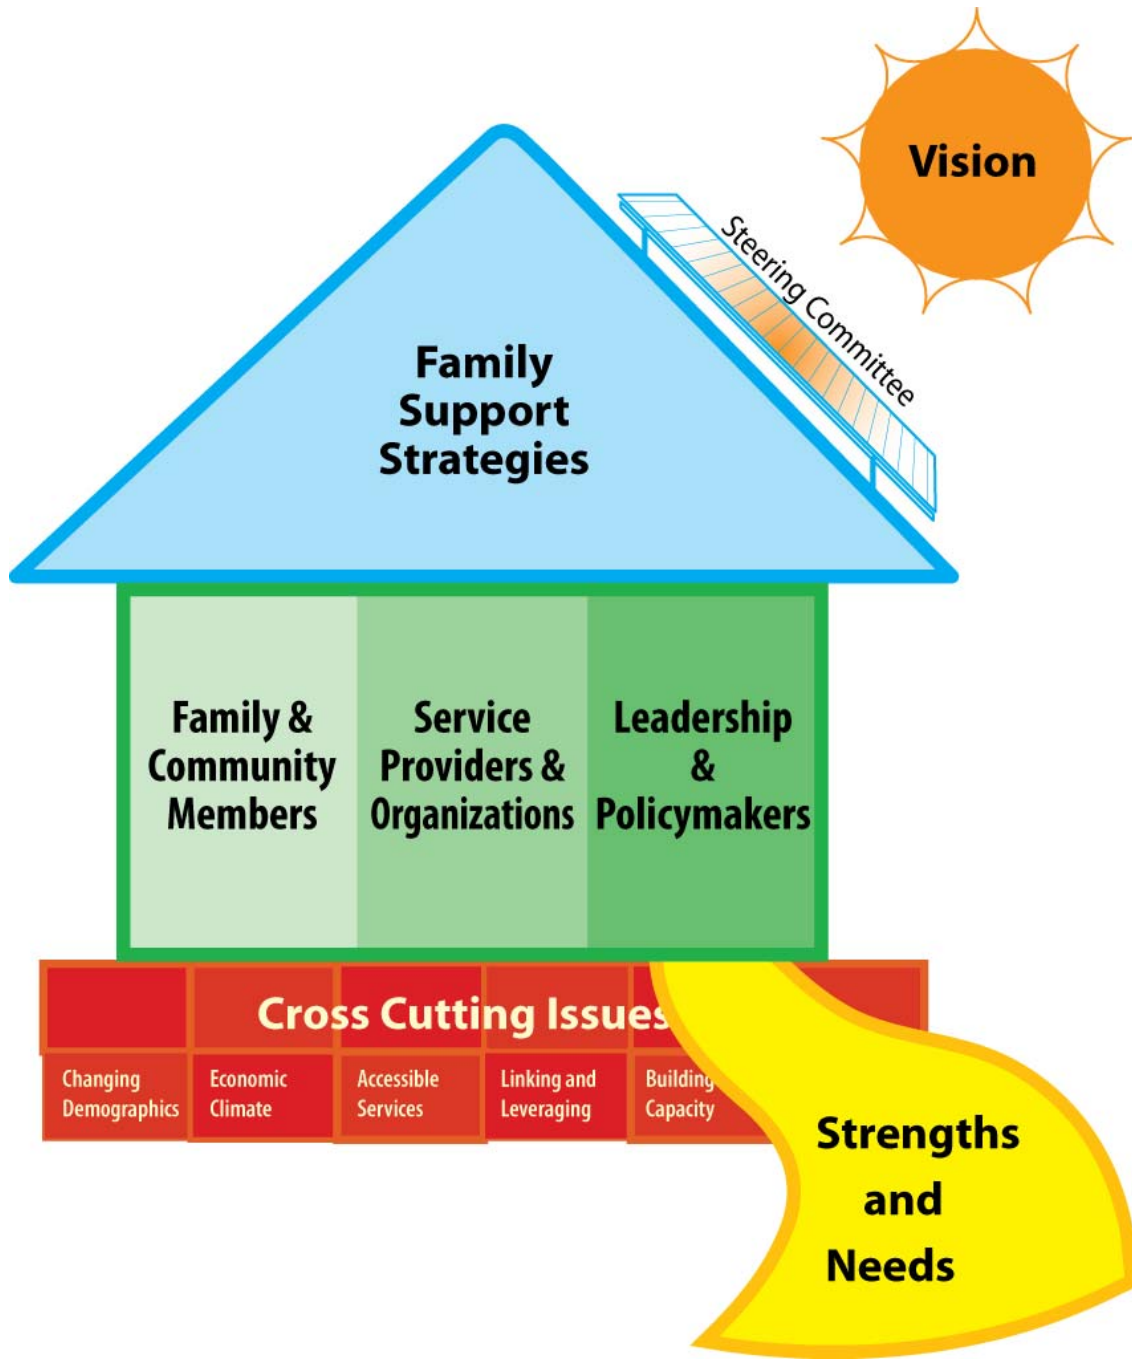 Vision
Steering Committee
Family
Support
Strategies
Family &
Community
Members
Service
Providers &
Organizations
Leadership
&
Policymakers
Cross Cutting Issues
Changing
Demographics
Economic
Climate
Accessible
Services
Linking and
Leveraging
Building
Capacity
Strengths
and
Needs